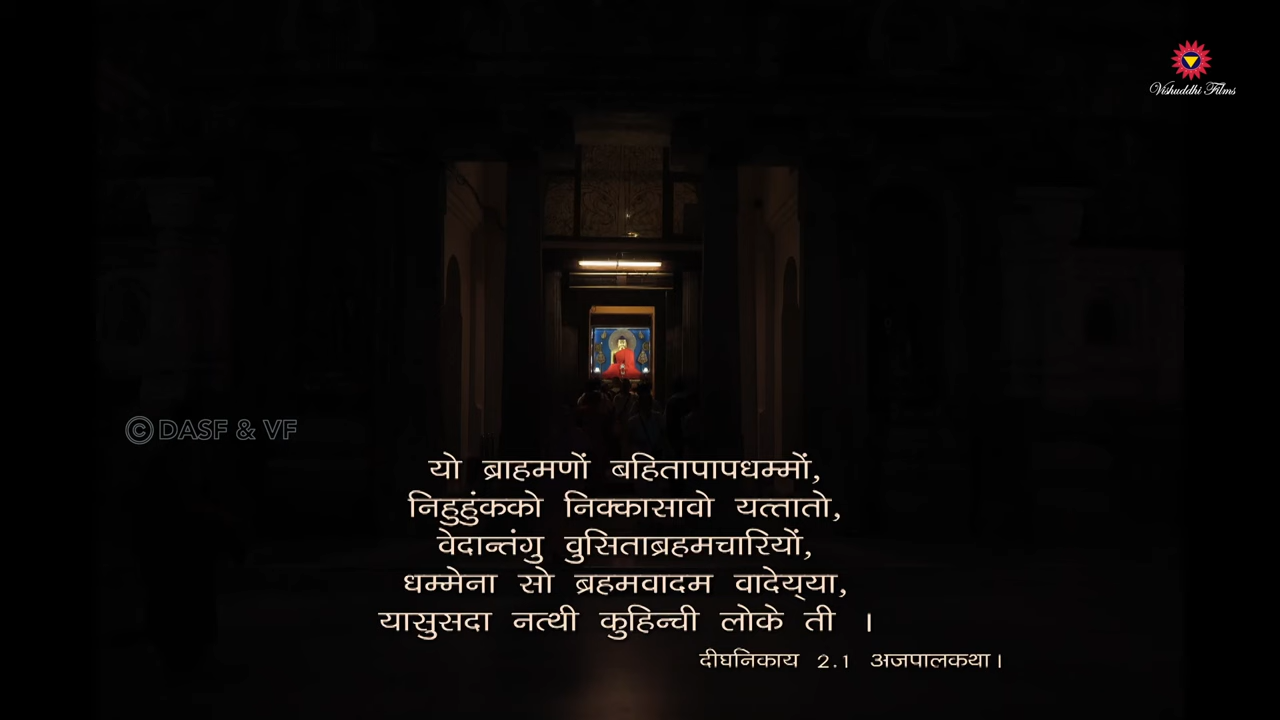 Vishuddhi Films
© DASF & VF
यो ब्राहमणों बहितापापधम्मों,
निहुहुंकको निक्कासावो यत्तातो,
वेदान्तंगु वुसिताब्रहमचारियों,
धम्मेना सो ब्रहमवादम वादेय्या,
यासुसदा नत्थी कुहिन्ची लोके ती ।
दीघनिकाय 2.1 अजपालकथा।